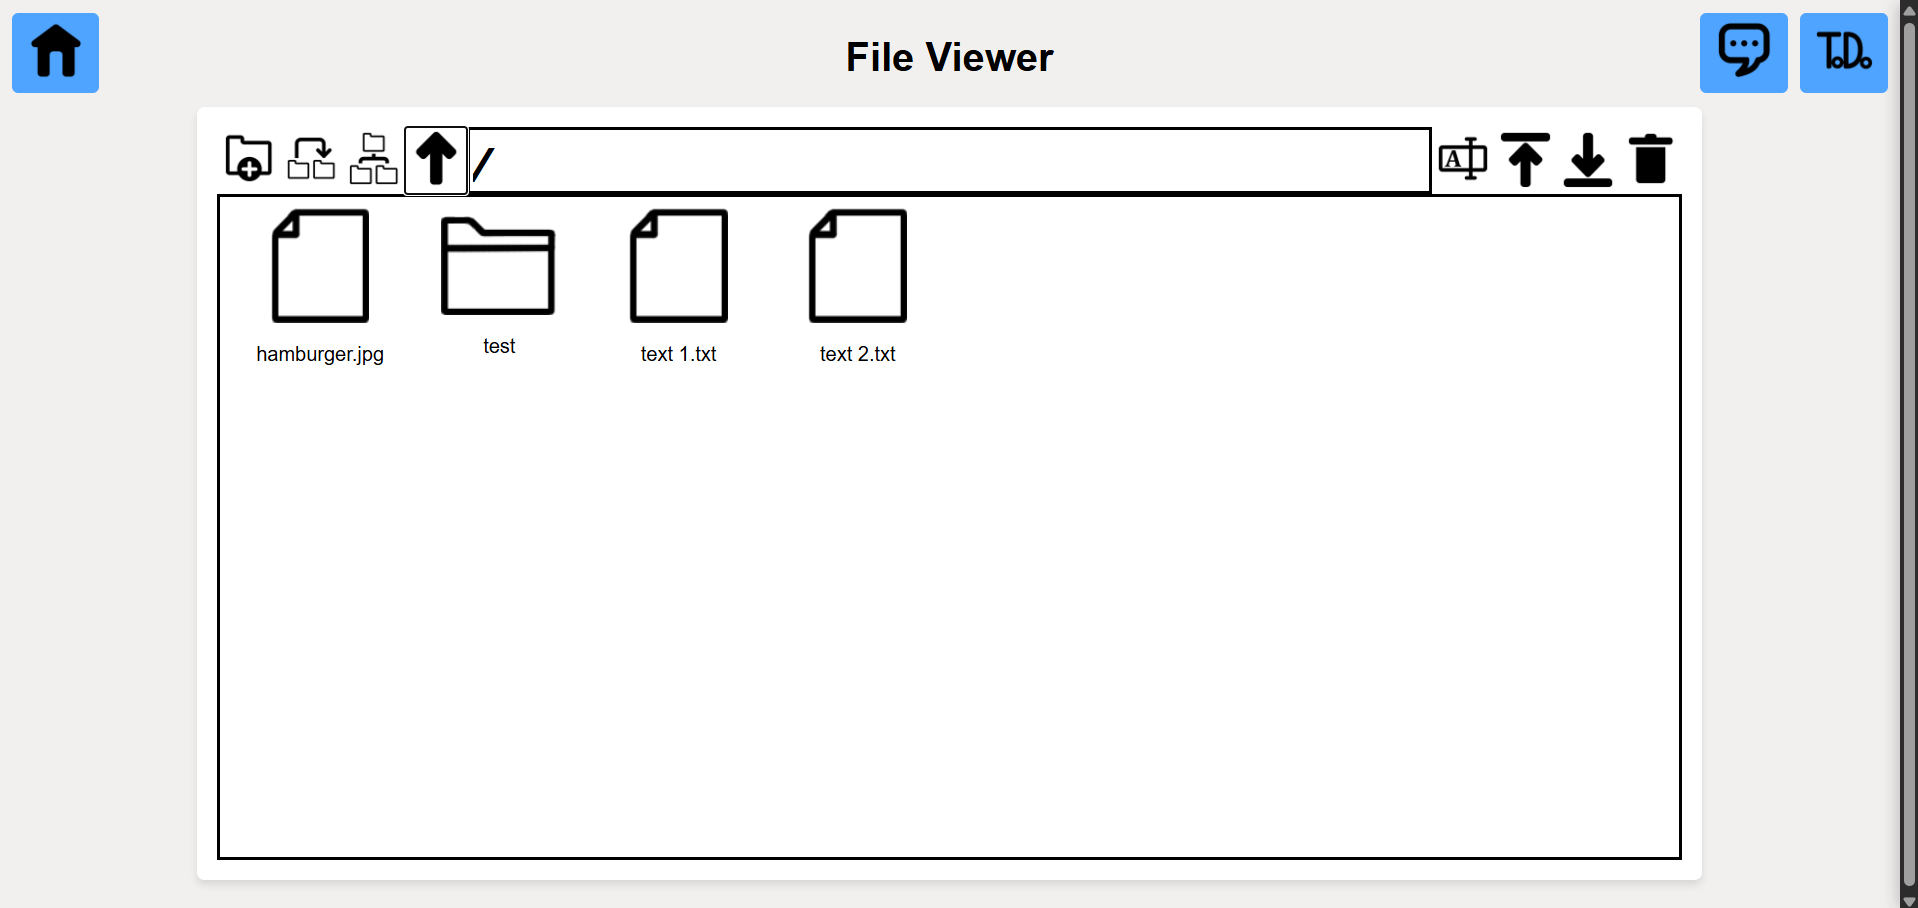 File Viewer
T.D.
/
A
hamburger.jpg
test
text 1.txt
text 2.txt